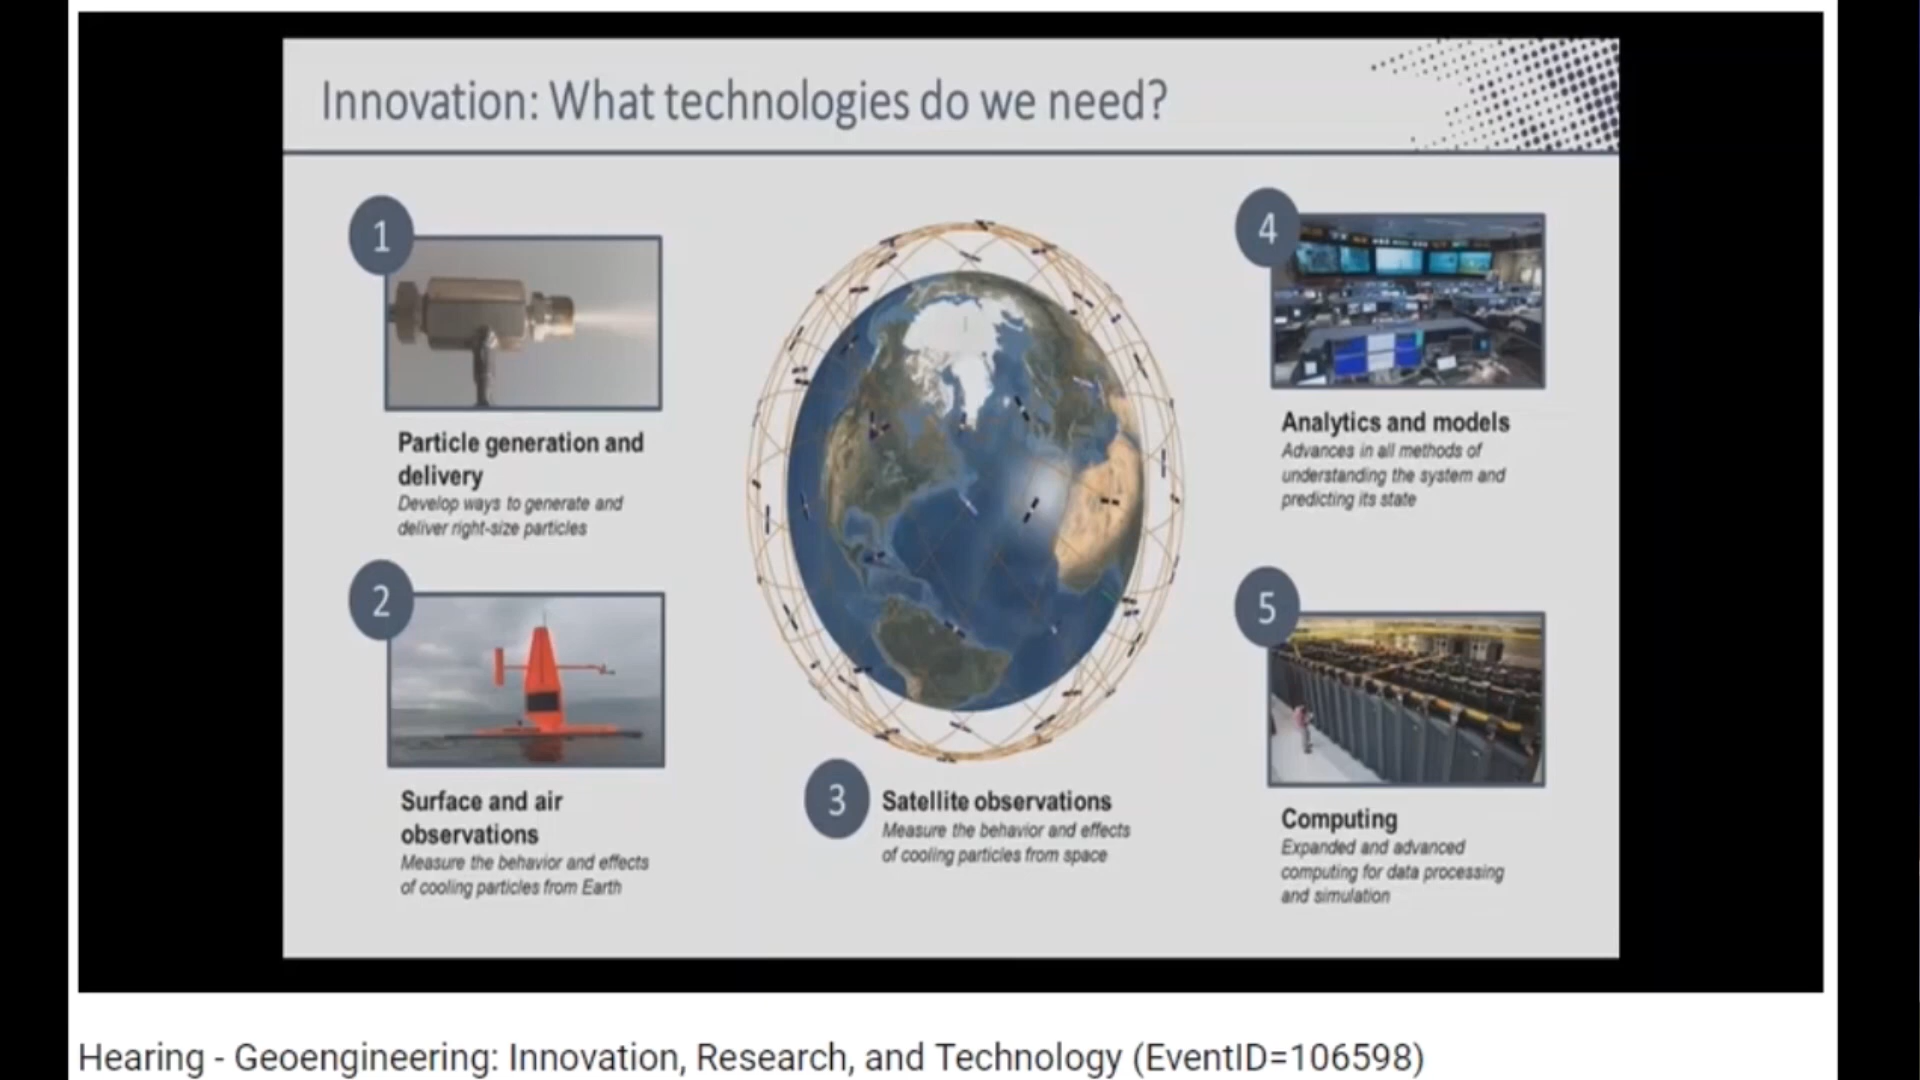 Innovation: What technologies do we need?
1
Particle generation and
delivery
Develop ways to generate and
deliver right-size particles
2
Surface and air
observations
Measure the behavior and effects
of cooling particles from Earth
3
Satellite observations
Measure the behavior and effects
of cooling particles from space
4
Analytics and models
Advances in all methods of
understanding the system and
predicting its state
5
Computing
Expanded and advanced
computing for data processing
and simulation
Hearing - Geoengineering: Innovation, Research, and Technology (EventID=106598)